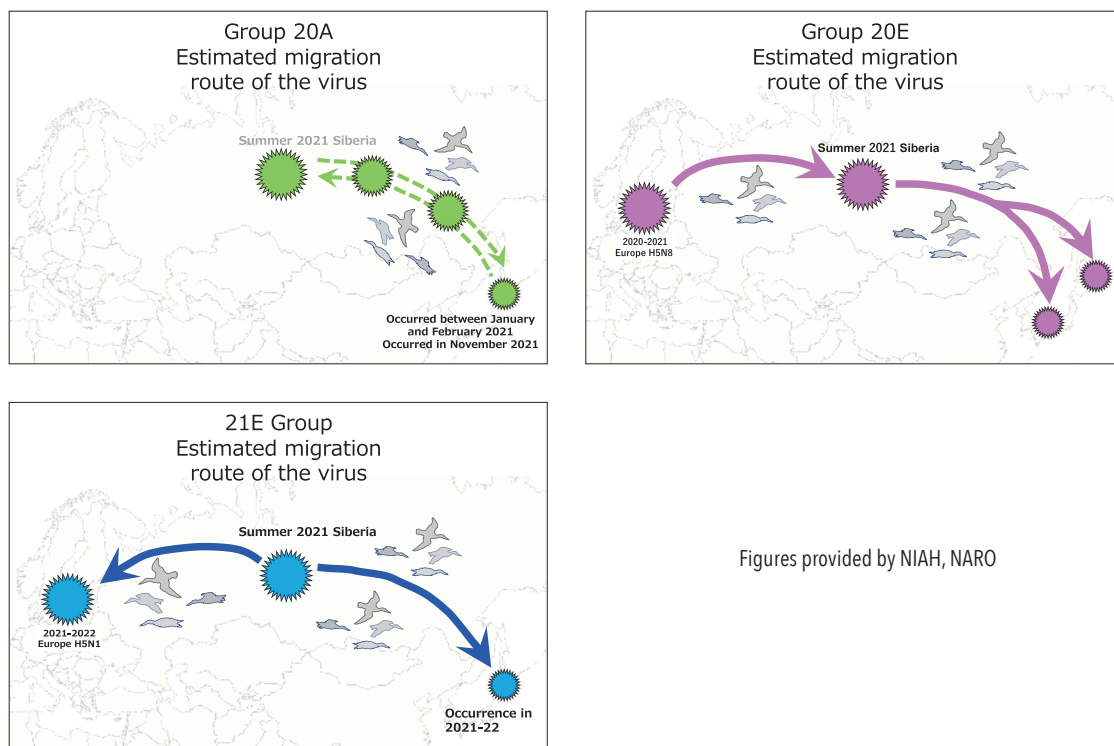 Group 20A
Estimated migration
route of the virus
Summer 2021 Siberia
Occurred between January
and February 2021
Occurred in November 2021
Group 20E
Estimated migration
route of the virus
Summer 2021 Siberia
2020-2021
Europe H5N8
21E Group
Estimated migration
route of the virus
Summer 2021 Siberia
2021-2022
Europe H5N1
Occurrence in
2021-22
Figures provided by NIAH, NARO